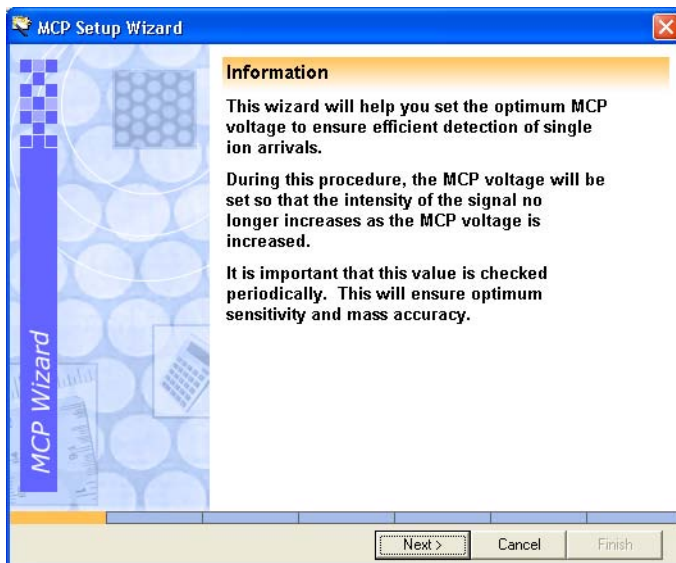 MCP Setup Wizard
Information
This wizard will help you set the optimum MCP
voltage to ensure efficient detection of single
ion arrivals.
During this procedure, the MCP voltage will be
set so that the intensity of the signal no
longer increases as the MCP voltage is
increased.
It is important that this value is checked
periodically. This will ensure optimum
sensitivity and mass accuracy.
MCP Wizard
Next >
Cancel
Finish